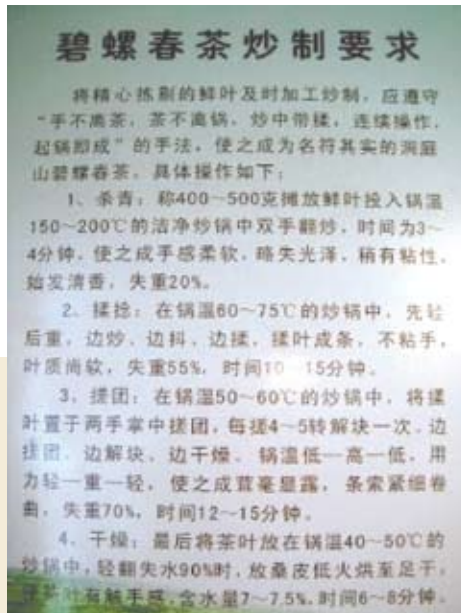 碧螺春茶炒制要求
将精心拣剔的鲜叶及时加工炒制，应遵守
“手不离茶，茶不离锅，炒中带揉，连续操作，
起锅即成”的手法，使之成为名符其实的洞庭
山碧螺春茶。具体操作如下：
1、杀青：称400～500克摊放鲜叶投入锅温
150～200℃的洁净炒锅中双手翻炒，时间为3～
4分钟，使之成手感柔软，略失光泽，稍有粘性，
始发清香，失重20%。
2、揉捻：在锅温60～75℃的炒锅中，先轻
后重，边炒、边抖、边揉，揉叶成条，不粘手，
叶质尚软，失重55%，时间10～15分钟。
3、搓团：在锅温50～60℃的炒锅中，将揉
叶置于两手掌中搓团，每搓4～5转解块一次，边
搓团、边解块、边干燥。锅温低—高—低，用
力轻—重—轻，使之成茸毫显露，条索紧细卷
曲，失重70%，时间12～15分钟。
4、干燥：最后将茶叶放在锅温40～50℃的
炒锅中，轻翻失水90%时，放桑皮低火烘至足干，
茶叶有触手感，含水量7～7.5%，时间6～8分钟。